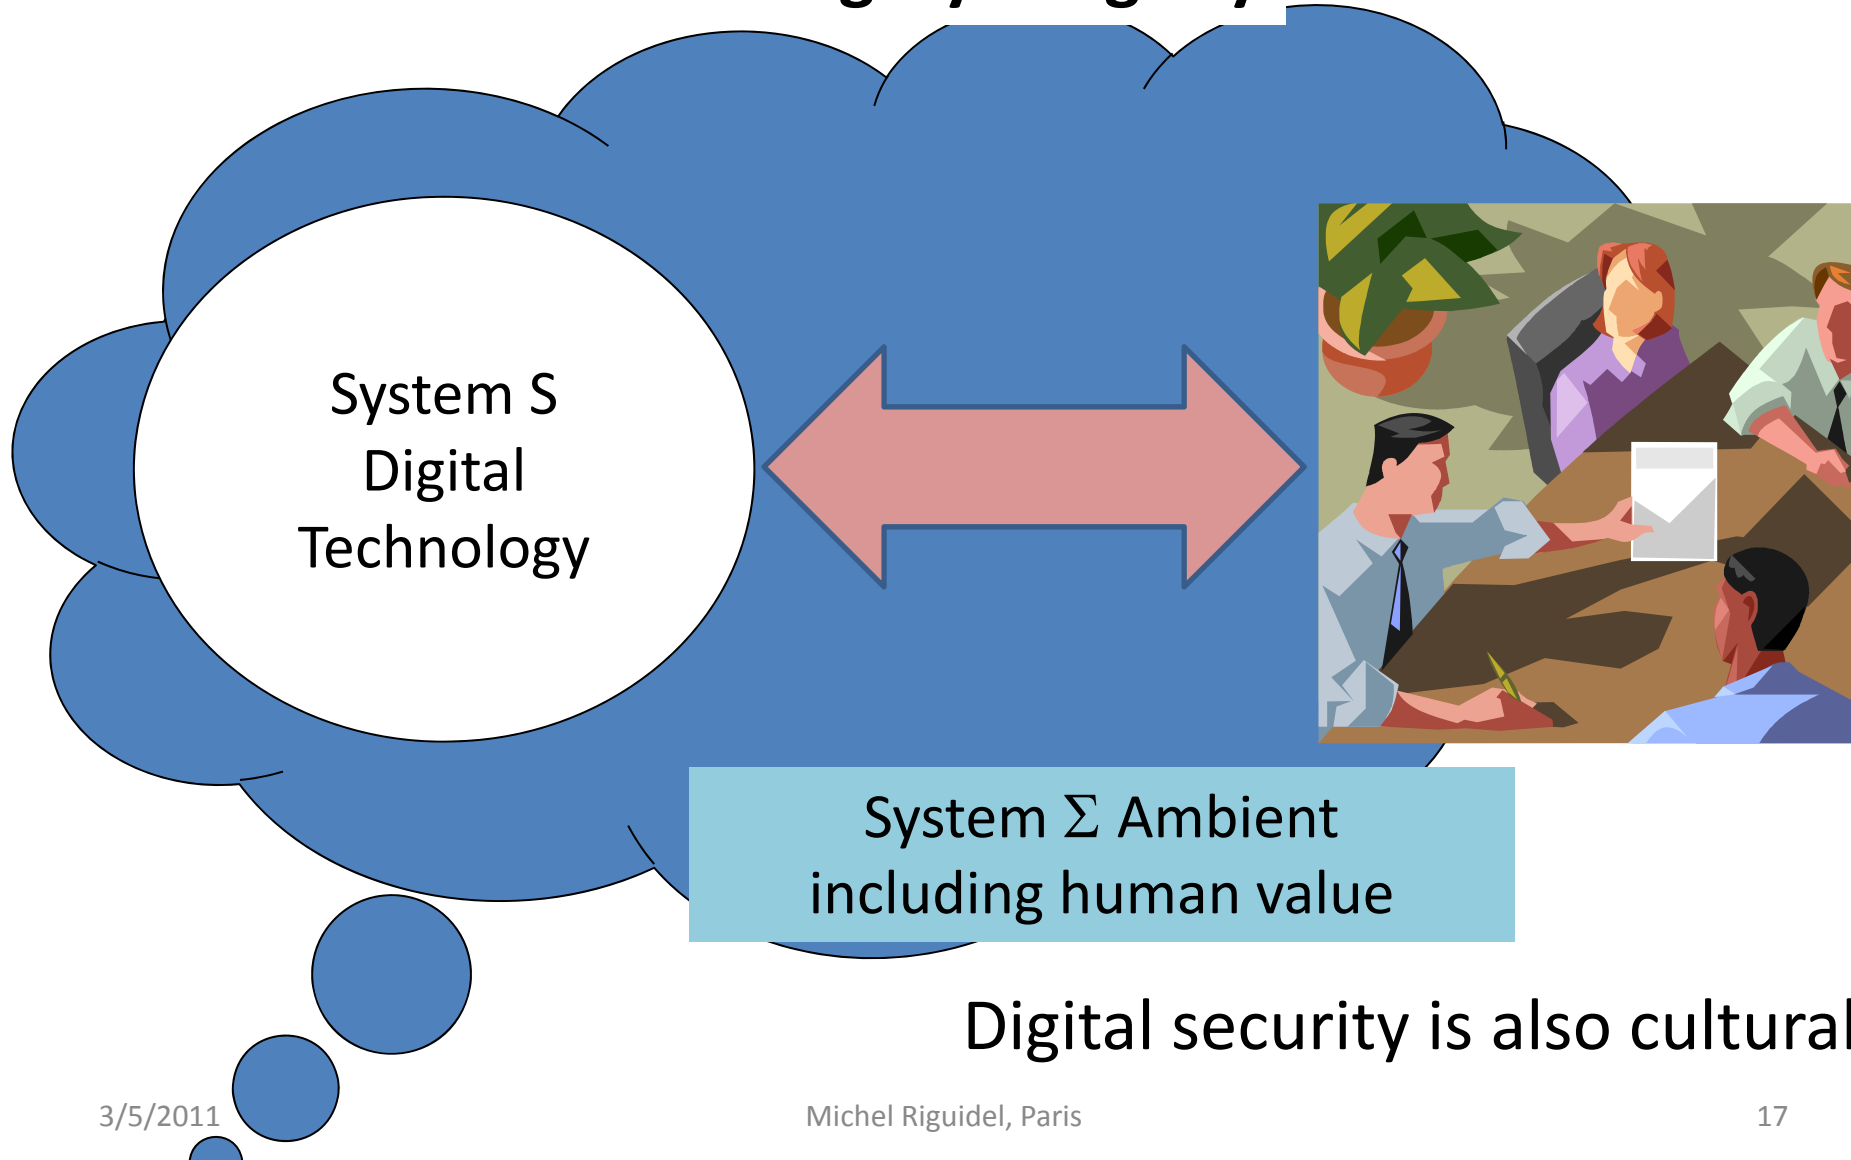 System S
Digital
Technology
System Σ Ambient
including human value
Digital security is also cultural
3/5/2011
Michel Riguidel, Paris
17